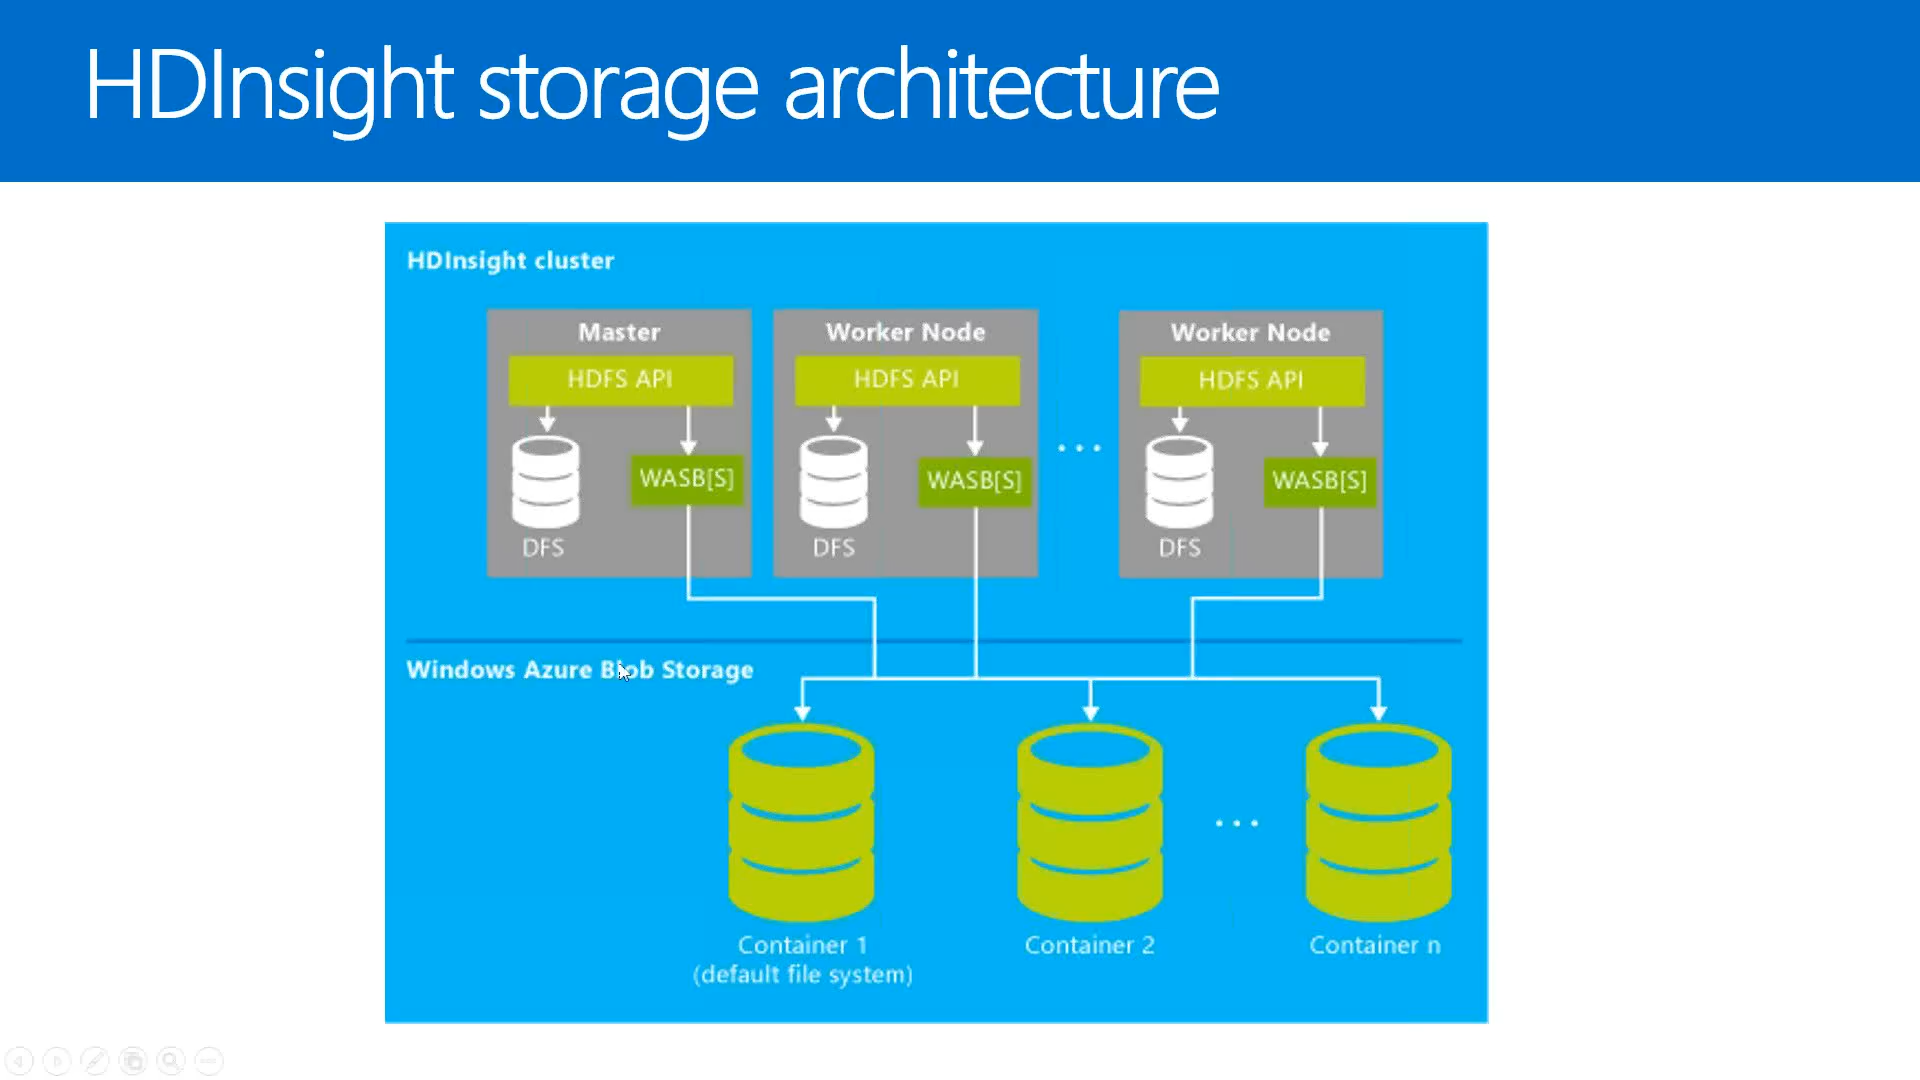 HDInsight storage architecture
HDInsight cluster
Master
HDFS API
DFS
WASB[S]
Worker Node
HDFS API
DFS
WASB[S]
...
Worker Node
HDFS API
DFS
WASB[S]
Windows Azure Blob Storage
Container 1
(default file system)
Container 2
...
Container n